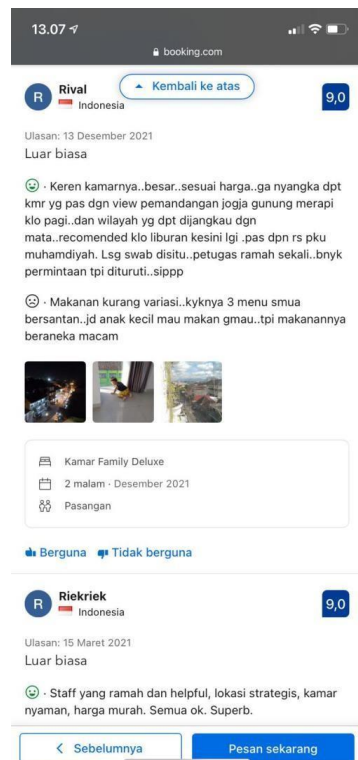 13.07
booking.com
Kembali ke atas
R
Rival
Indonesia
9,0
Ulasan: 13 Desember 2021
Luar biasa
· Keren kamarnya..besar..sesuai harga..ga nyangka dpt
kmr yg pas dgn view pemandangan jogja gunung merapi
klo pagi..dan wilayah yg dpt dijangkau dgn
mata..recomended klo liburan kesini lgi .pas dpn rs pku
muhamdiyah. Lsg swab disitu..petugas ramah sekali..bnyk
permintaan tpi dituruti..sippp
· Makanan kurang variasi..kyknya 3 menu smua
bersantan..jd anak kecil mau makan gmau..tpi makanannya
beraneka macam
Kamar Family Deluxe
2 malam · Desember 2021
Pasangan
Berguna Tidak berguna
R
Riekriek
Indonesia
9,0
Ulasan: 15 Maret 2021
Luar biasa
· Staff yang ramah dan helpful, lokasi strategis, kamar
nyaman, harga murah. Semua ok. Superb.
Sebelumnya
Pesan sekarang